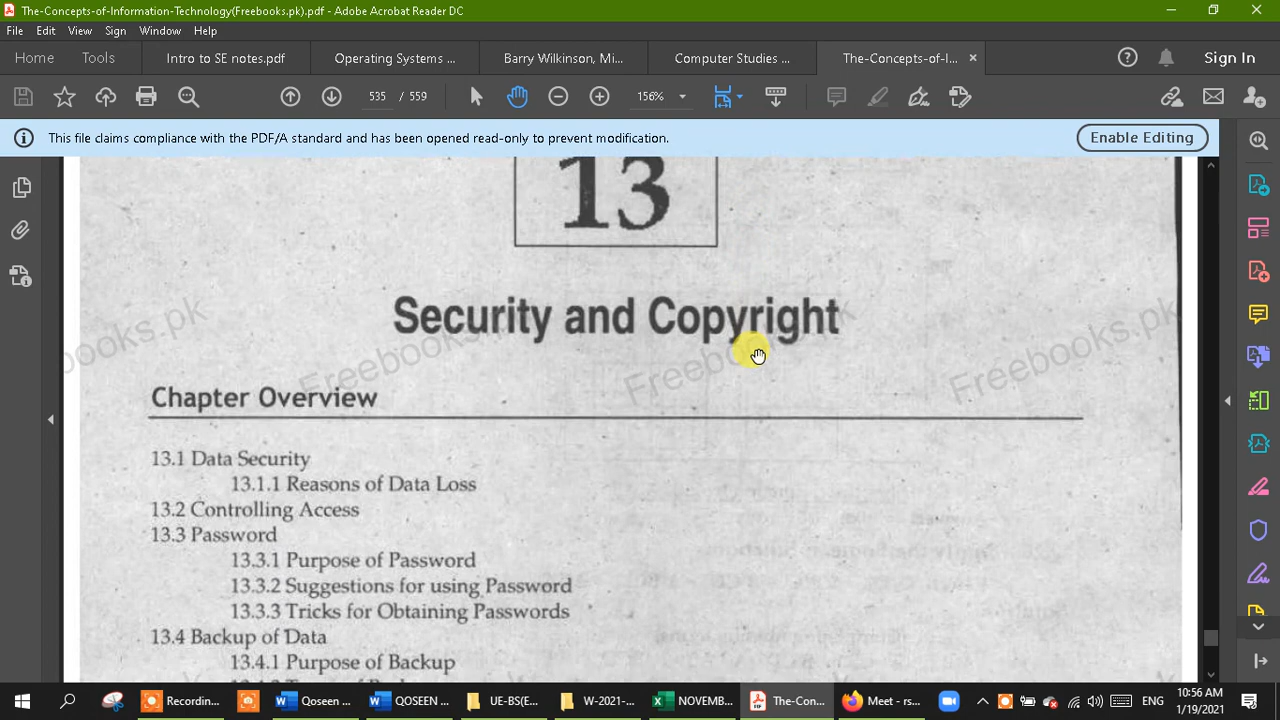 The-Concepts-of-Information-Technology(Freebooks.pk).pdf - Adobe Acrobat Reader DC
File Edit View Sign Window Help
Home Tools Intro to SE notes.pdf Operating Systems ... Barry Wilkinson, Mi... Computer Studies ... The-Concepts-of-I... Sign In
535 / 559 156%
This file claims compliance with the PDF/A standard and has been opened read-only to prevent modification. Enable Editing
13
Security and Copyright
Freebooks.pk
Chapter Overview
13.1 Data Security
13.1.1 Reasons of Data Loss
13.2 Controlling Access
13.3 Password
13.3.1 Purpose of Password
13.3.2 Suggestions for using Password
13.3.3 Tricks for Obtaining Passwords
13.4 Backup of Data
13.4.1 Purpose of Backup
Recording Qoseen ... QOSEEN ... UE-BS(E... W-2021-... NOVEMB... The-Con... Meet - rs... ENG 10:56 AM
1/19/2021